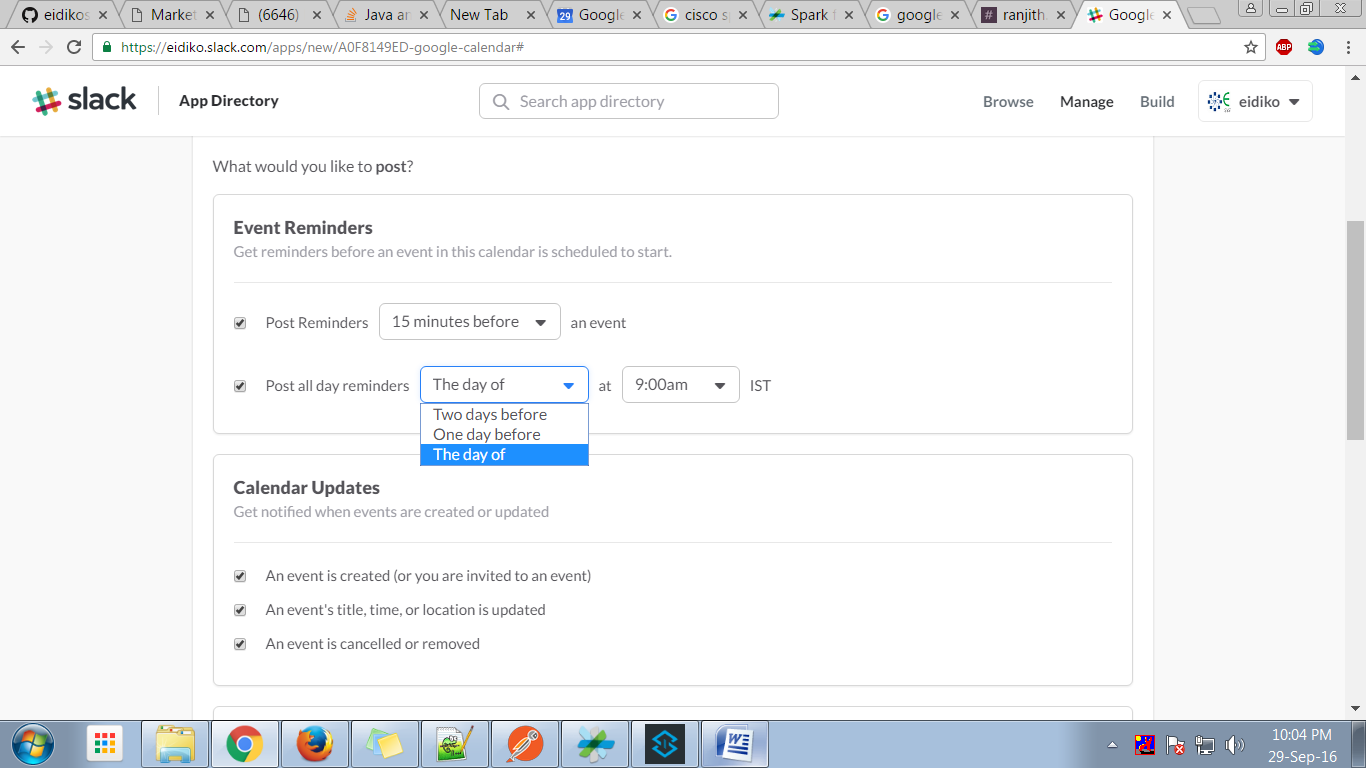 eidikos
Market
(6646)
Java an
New Tab
29
Google
cisco s
Spark
google
#
ranjith.
Google
https://eidiko.slack.com/apps/new/A0F8149ED-google-calendar#
ABP
slack
App Directory
Search app directory
Browse
Manage
Build
eidiko
What would you like to post?
Event Reminders
Get reminders before an event in this calendar is scheduled to start.
Post Reminders 15 minutes before an event
Post all day reminders The day of at 9:00am IST
Two days before
One day before
The day of
Calendar Updates
Get notified when events are created or updated
An event is created (or you are invited to an event)
An event's title, time, or location is updated
An event is cancelled or removed
10:04 PM
29-Sep-16